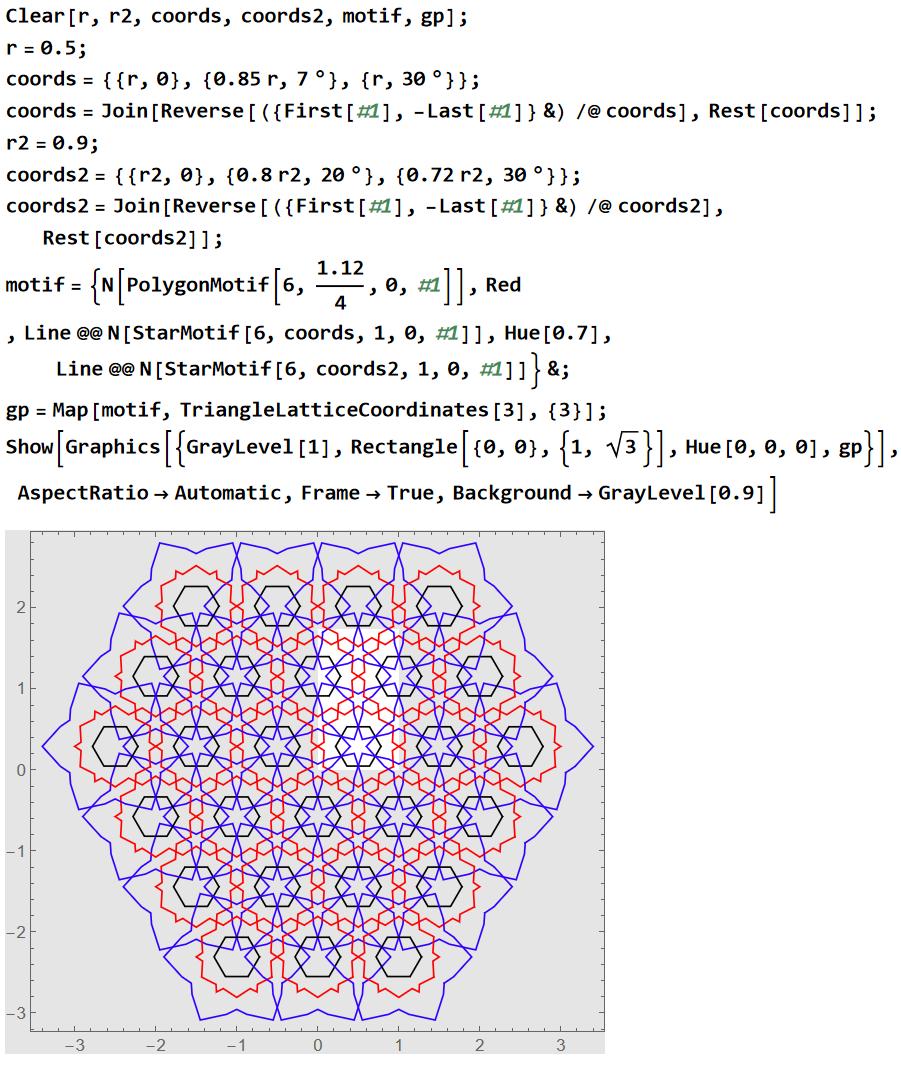 Clear[r, r2, coords, coords2, motif, gp];
r = 0.5;
coords = {{r, 0}, {0.85 r, 7 °}, {r, 30 °}};
coords = Join[Reverse[({First[#1], -Last[#1]} &) /@ coords], Rest[coords]];
r2 = 0.9;
coords2 = {{r2, 0}, {0.8 r2, 20 °}, {0.72 r2, 30 °}};
coords2 = Join[Reverse[({First[#1], -Last[#1]} &) /@ coords2],
Rest[coords2]];
motif = {N[PolygonMotif[6, 1.12/4, 0, #1]], Red
, Line @@ N[StarMotif[6, coords, 1, 0, #1]], Hue[0.7],
Line @@ N[StarMotif[6, coords2, 1, 0, #1]]} &;
gp = Map[motif, TriangleLatticeCoordinates[3], {3}];
Show[Graphics[{GrayLevel[1], Rectangle[{0, 0}, {1, √3}], Hue[0, 0, 0], gp}],
AspectRatio → Automatic, Frame → True, Background → GrayLevel[0.9]]
2
1
0
−1
−2
−3
−3 −2 −1 0 1 2 3